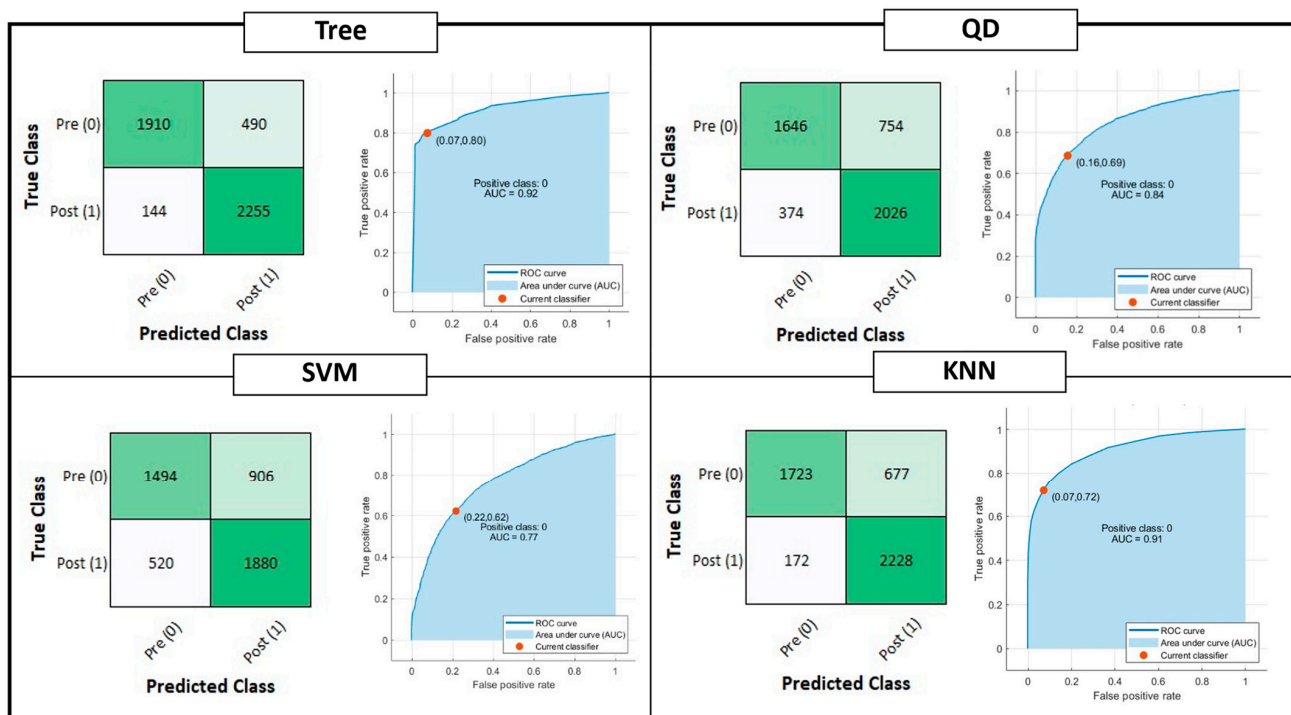 Tree
True Class
Pre (0)
1910
490
Post (1)
144
2255
Pre (0)
Post (1)
Predicted Class
True positive rate
1
0.8
0.6
0.4
0.2
0
(0.07,0.80)
Positive class: 0
AUC = 0.92
ROC curve
Area under curve (AUC)
Current classifier
0
0.2
0.4
0.6
0.8
1
False positive rate
QD
True Class
Pre (0)
1646
754
Post (1)
374
2026
Pre (0)
Post (1)
Predicted Class
True positive rate
1
0.8
0.6
0.4
0.2
0
(0.16,0.69)
Positive class: 0
AUC = 0.84
ROC curve
Area under curve (AUC)
Current classifier
0
0.2
0.4
0.6
0.8
1
False positive rate
SVM
True Class
Pre (0)
1494
906
Post (1)
520
1880
Pre (0)
Post (1)
Predicted Class
True positive rate
1
0.8
0.6
0.4
0.2
0
(0.22,0.62)
Positive class: 0
AUC = 0.77
ROC curve
Area under curve (AUC)
Current classifier
0
0.2
0.4
0.6
0.8
1
False positive rate
KNN
True Class
Pre (0)
1723
677
Post (1)
172
2228
Pre (0)
Post (1)
Predicted Class
True positive rate
1
0.8
0.6
0.4
0.2
0
(0.07,0.72)
Positive class: 0
AUC = 0.91
ROC curve
Area under curve (AUC)
Current classifier
0
0.2
0.4
0.6
0.8
1
False positive rate